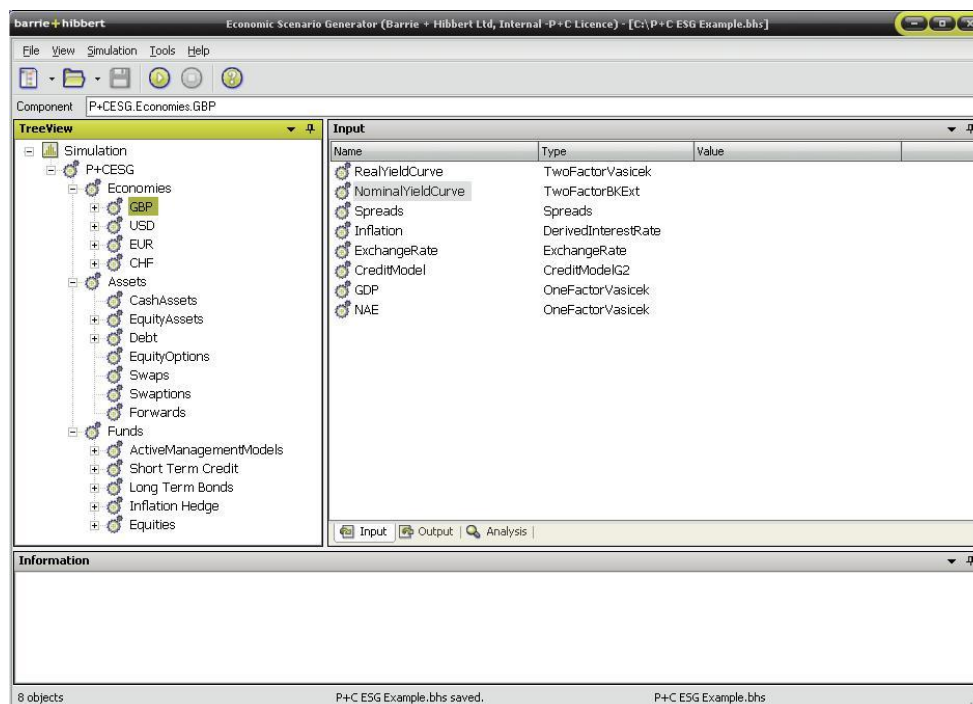 barrie+hibbert Economic Scenario Generator (Barrie + Hibbert Ltd, Internal -P+C Licence) - [C:\P+C ESG Example.bhs]
File View Simulation Tools Help
Component P+CESG.Economies.GBP
TreeView
Simulation
P+CESG
Economies
GBP
USD
EUR
CHF
Assets
CashAssets
EquityAssets
Debt
EquityOptions
Swaps
Swaptions
Forwards
Funds
ActiveManagementModels
Short Term Credit
Long Term Bonds
Inflation Hedge
Equities
Input
Name Type Value
RealYieldCurve TwoFactorVasicek
NominalYieldCurve TwoFactorBKExt
Spreads Spreads
Inflation DerivedInterestRate
ExchangeRate ExchangeRate
CreditModel CreditModelG2
GDP OneFactorVasicek
NAE OneFactorVasicek
Input Output Analysis
Information
8 objects P+C ESG Example.bhs saved. P+C ESG Example.bhs